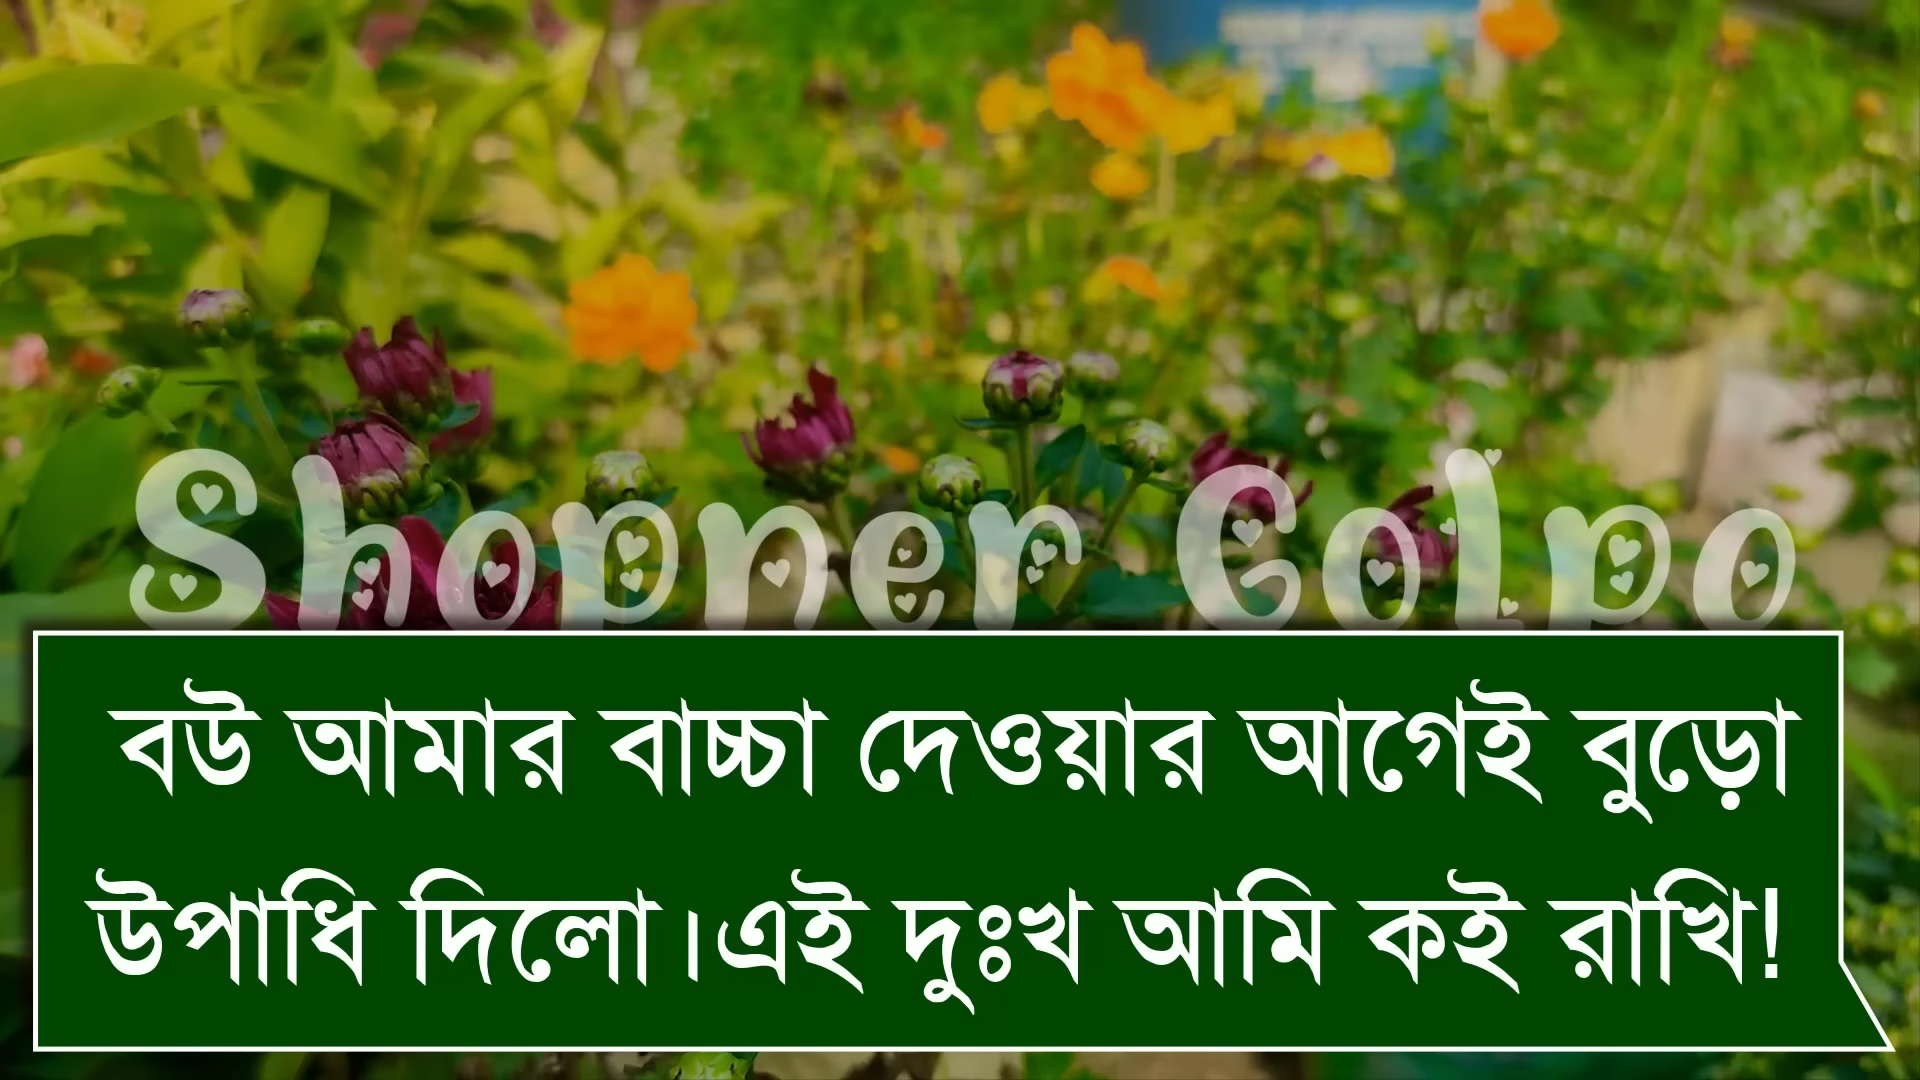 Shopner Golpo
বউ আমার বাচ্চা দেওয়ার আগেই বুড়ো
উপাধি দিলো।এই দুঃখ আমি কই রাখি!